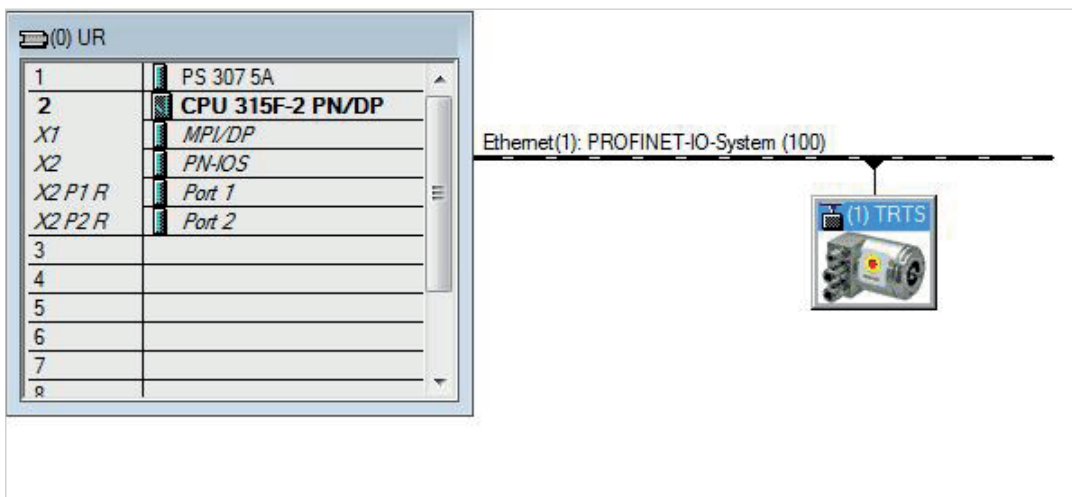 (0) UR
1 PS 307 5A
2 CPU 315F-2 PN/DP
X1 MPI/DP
X2 PN-IOS
X2 P1 R Port 1
X2 P2 R Port 2
3
4
5
6
7
8
Ethernet(1): PROFINET-IO-System (100)
(1) TRTS